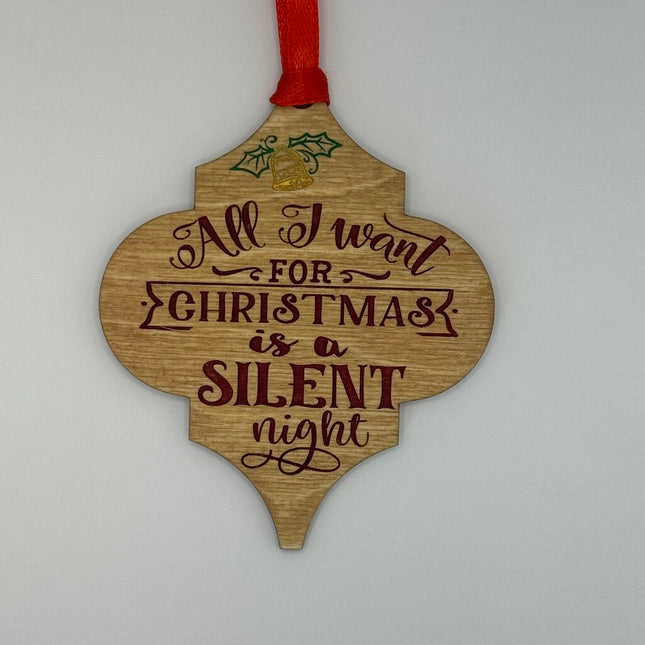 All I want
FOR
CHRISTMAS
is a
SILENT
night